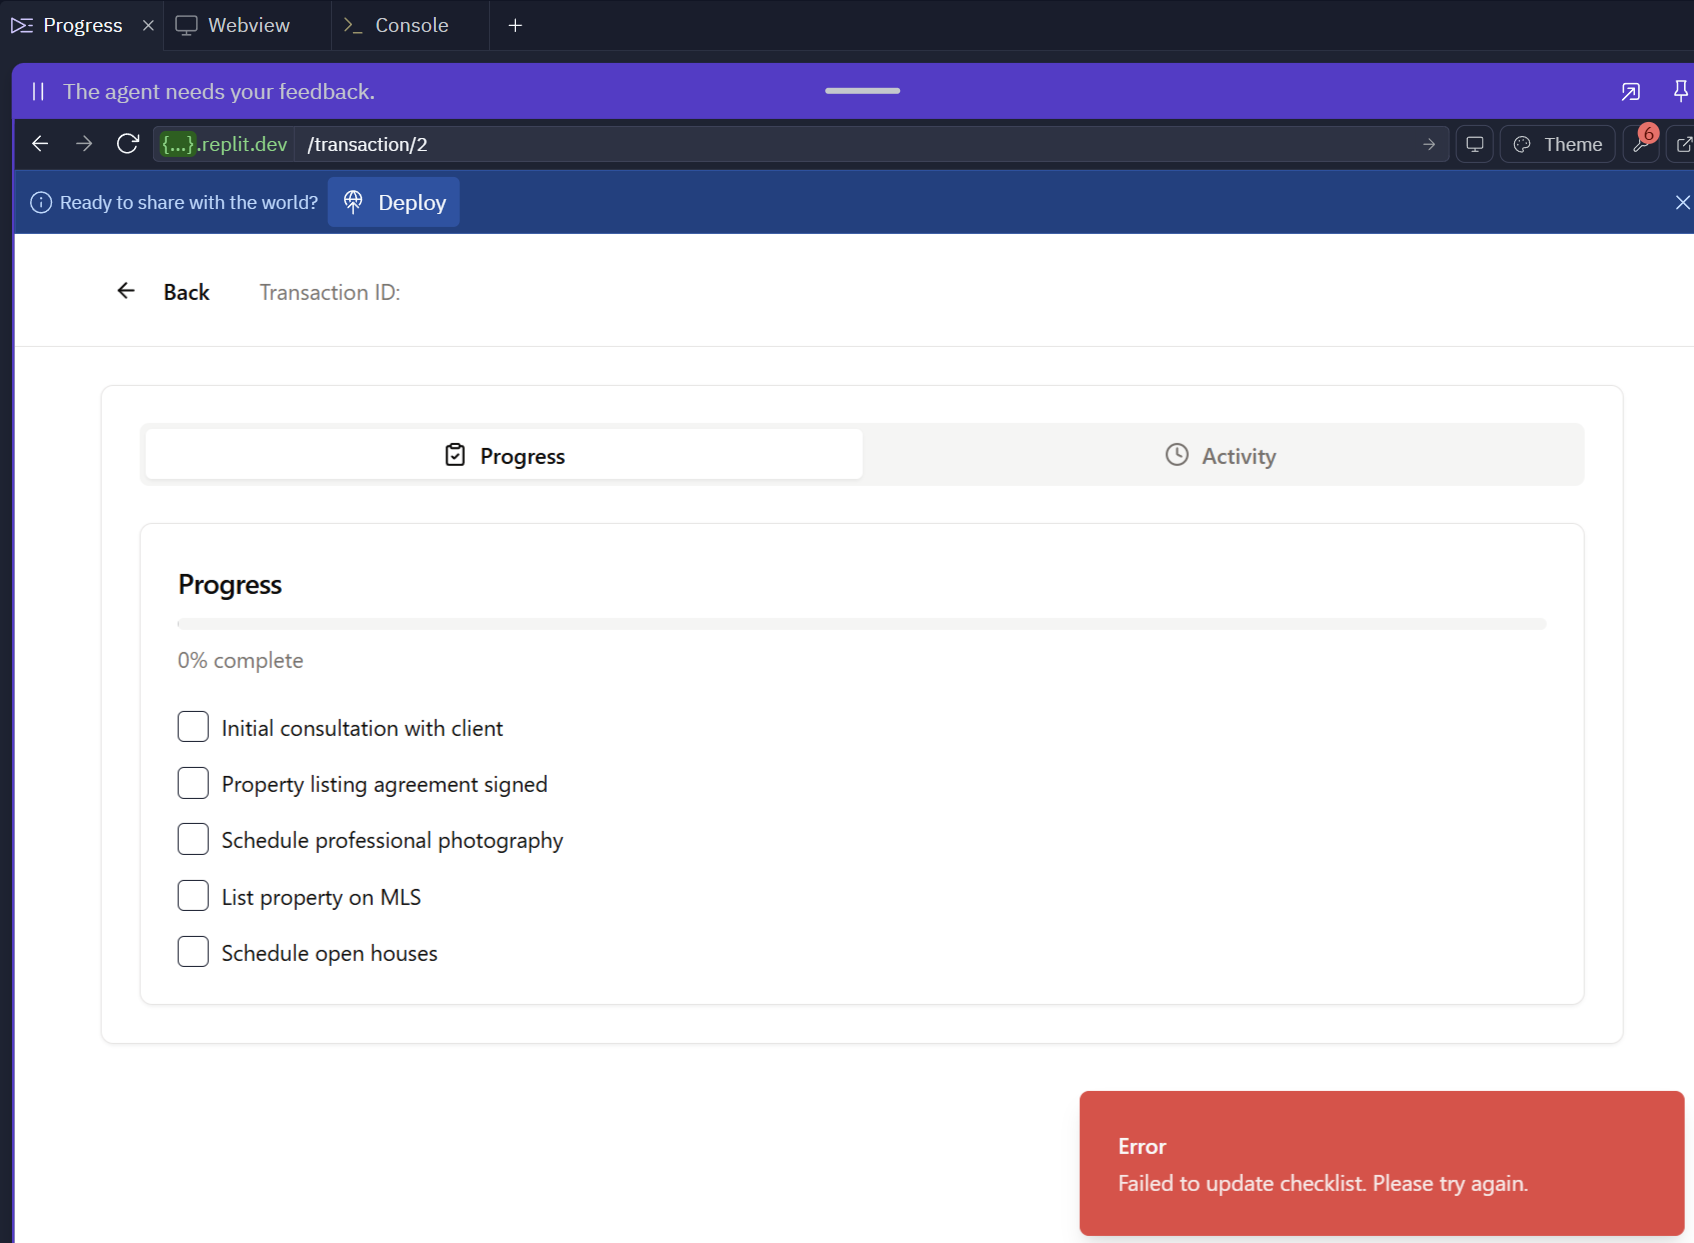 Progress
Webview
Console
The agent needs your feedback.
{...}.replit.dev /transaction/2
Theme
6
Ready to share with the world?
Deploy
Back
Transaction ID:
Progress
Activity
Progress
0% complete
Initial consultation with client
Property listing agreement signed
Schedule professional photography
List property on MLS
Schedule open houses
Error
Failed to update checklist. Please try again.